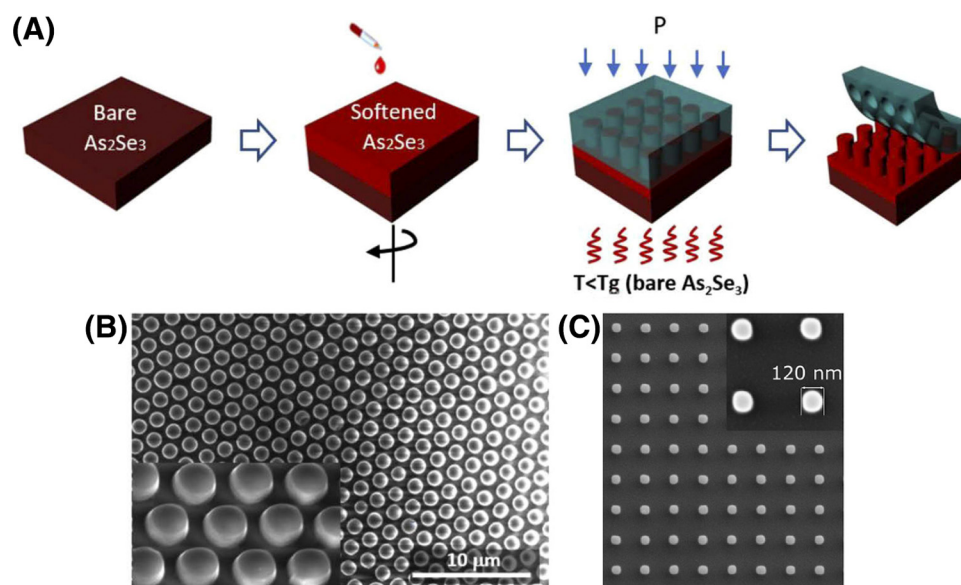 (A)
Bare
As₂Se₃
Softened
As₂Se₃
P
T<Tg (bare As₂Se₃)
(B)
10 μm
(C)
120 nm